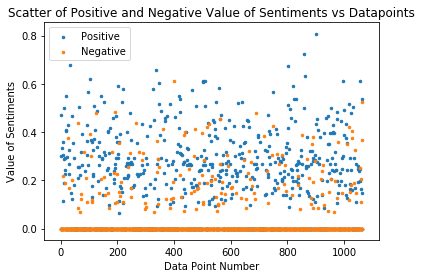 Scatter of Positive and Negative Value of Sentiments vs Datapoints
Positive
Negative
0.8
0.6
0.4
0.2
0.0
Value of Sentiments
0 200 400 600 800 1000
Data Point Number